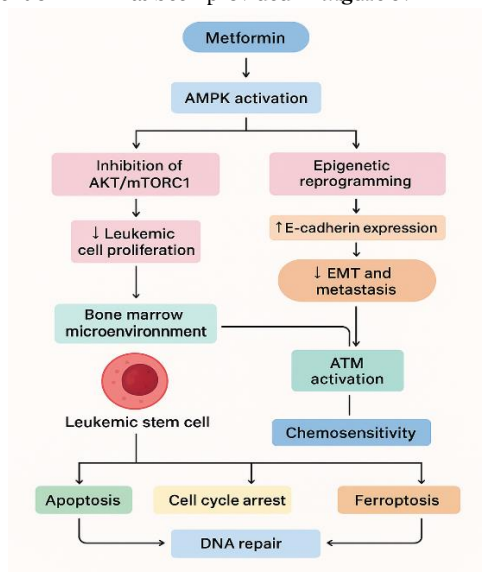 Metformin
AMPK activation
Inhibition of
AKT/mTORC1
Epigenetic
reprogramming
↓ Leukemic
cell proliferation
↑E-cadherin expression
↓ EMT and
metastasis
Bone marrow
microenvironnment
ATM
activation
Leukemic stem cell
Chemosensitivity
Apoptosis
Cell cycle arrest
Ferroptosis
DNA repair